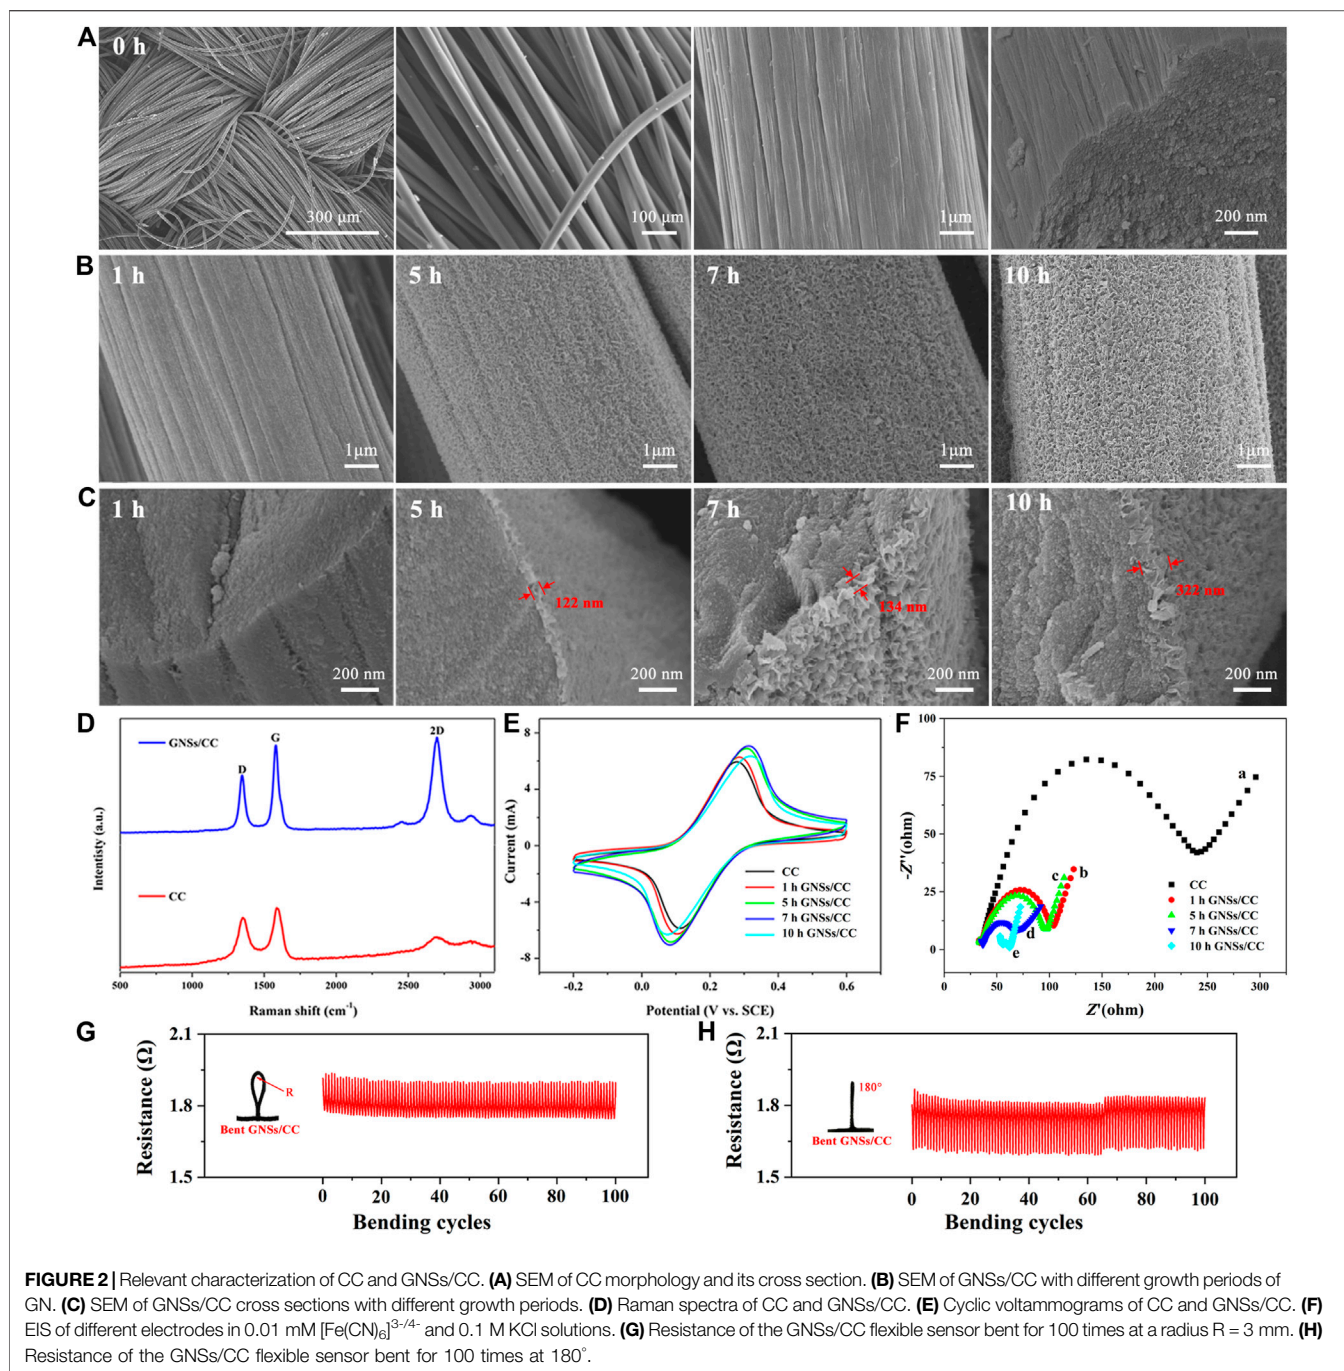 A
0 h
300 μm
100 μm
1μm
200 nm
B
1 h
5 h
7 h
10 h
1μm
1μm
1μm
1μm
C
1 h
5 h
7 h
10 h
122 nm
134 nm
322 nm
200 nm
200 nm
200 nm
200 nm
D
GNSs/CC
D
G
2D
CC
Intentisty (a.u.)
500 1000 1500 2000 2500 3000
Raman shift (cm-1)
E
8
4
0
-4
-8
Current (mA)
CC
1 h GNSs/CC
5 h GNSs/CC
7 h GNSs/CC
10 h GNSs/CC
-0.2 0.0 0.2 0.4 0.6
Potential (V vs. SCE)
F
100
75
50
25
0
-Z''(ohm)
a
c b
d
e
CC
1 h GNSs/CC
5 h GNSs/CC
7 h GNSs/CC
10 h GNSs/CC
0 50 100 150 200 250 300
Z'(ohm)
G
2.1
1.8
1.5
Resistance (Ω)
R
Bent GNSs/CC
0 20 40 60 80 100
Bending cycles
H
2.1
1.8
1.5
Resistance (Ω)
180°
Bent GNSs/CC
0 20 40 60 80 100
Bending cycles
FIGURE 2 | Relevant characterization of CC and GNSs/CC. (A) SEM of CC morphology and its cross section. (B) SEM of GNSs/CC with different growth periods of
GN. (C) SEM of GNSs/CC cross sections with different growth periods. (D) Raman spectra of CC and GNSs/CC. (E) Cyclic voltammograms of CC and GNSs/CC. (F)
EIS of different electrodes in 0.01 mM [Fe(CN)6]3-/4- and 0.1 M KCl solutions. (G) Resistance of the GNSs/CC flexible sensor bent for 100 times at a radius R = 3 mm. (H)
Resistance of the GNSs/CC flexible sensor bent for 100 times at 180°.